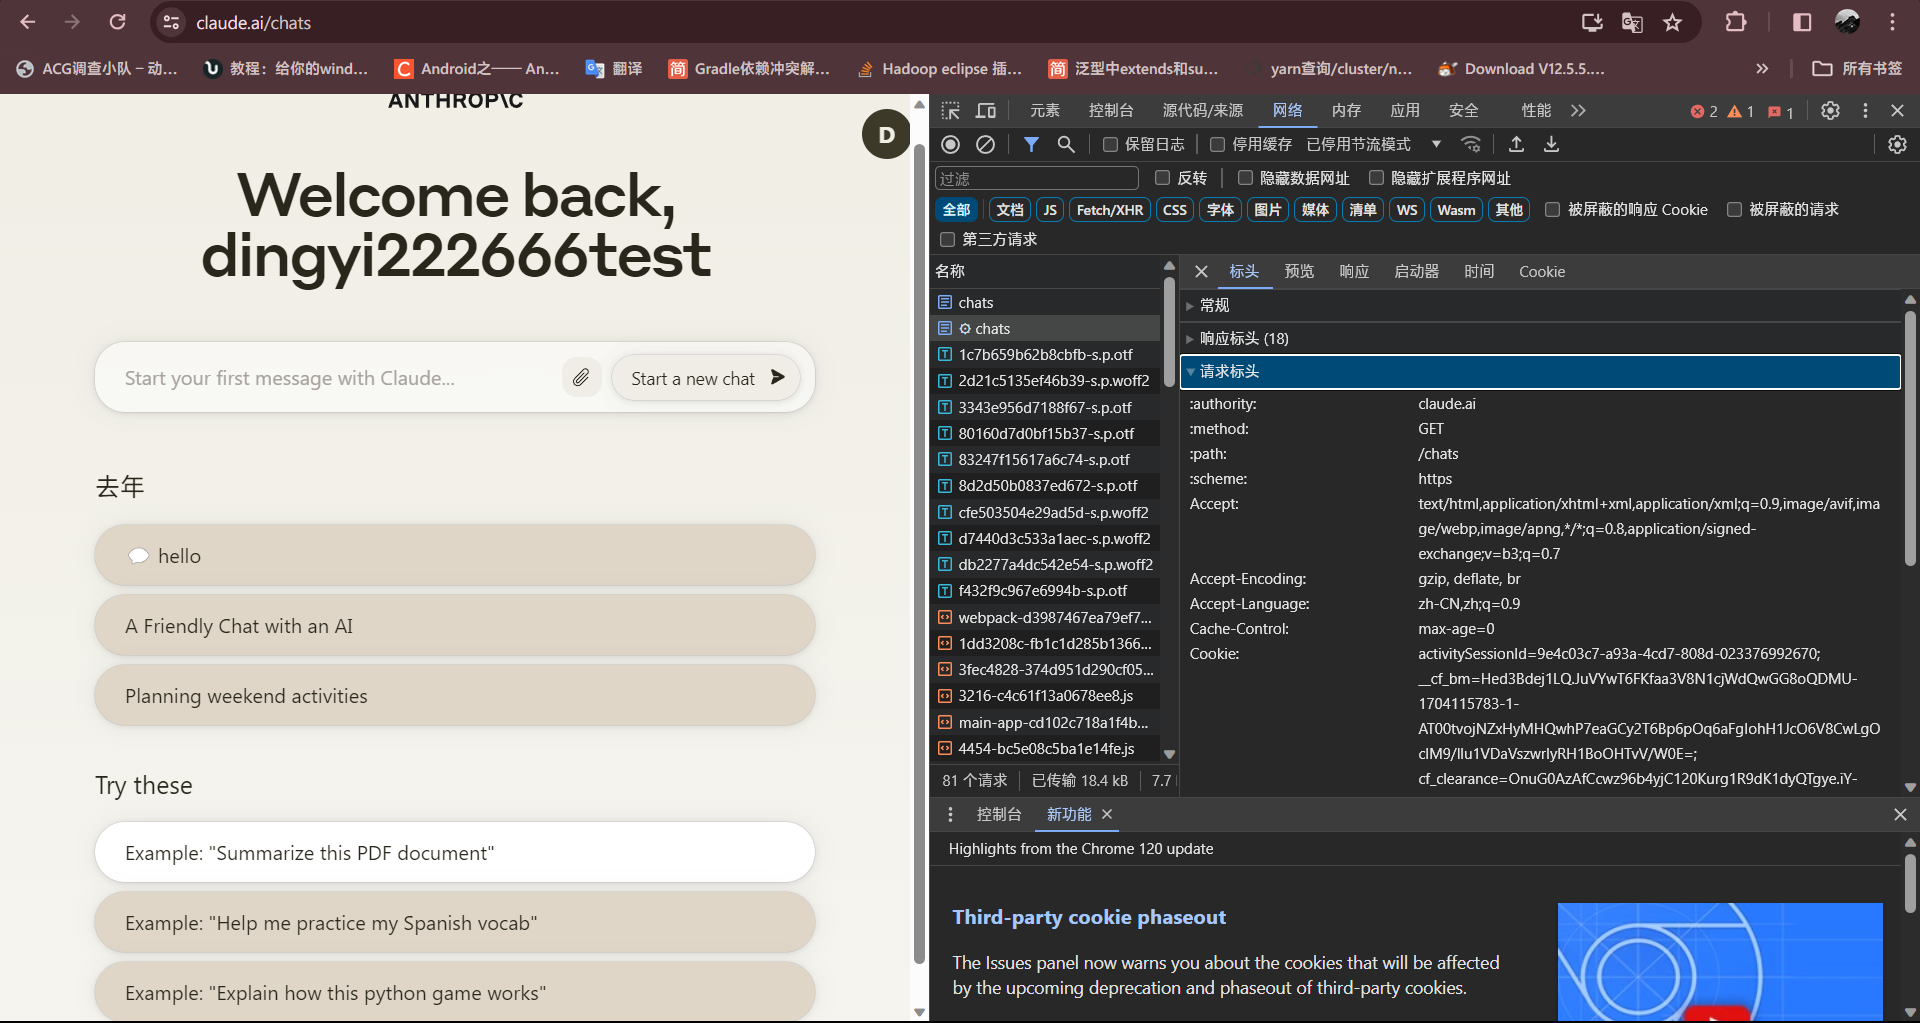 claude.ai/chats
ACG调查小队 – 动...
教程：给你的wind...
Android之—— An...
翻译
Gradle依赖冲突解...
Hadoop eclipse 插...
泛型中extends和su...
yarn查询/cluster/n...
Download V12.5.5....
»
所有书签
ANTHROP\C
D
Welcome back,
dingyi222666test
Start your first message with Claude...
Start a new chat
去年
hello
A Friendly Chat with an AI
Planning weekend activities
Try these
Example: "Summarize this PDF document"
Example: "Help me practice my Spanish vocab"
Example: "Explain how this python game works"
元素 控制台 源代码/来源 网络 内存 应用 安全 性能 » 2 1 1
保留日志 停用缓存 已停用节流模式
过滤 反转 隐藏数据网址 隐藏扩展程序网址
全部 文档 JS Fetch/XHR CSS 字体 图片 媒体 清单 WS Wasm 其他 被屏蔽的响应 Cookie 被屏蔽的请求
第三方请求
名称
chats
chats
1c7b659b62b8cbfb-s.p.otf
2d21c5135ef46b39-s.p.woff2
3343e956d7188f67-s.p.otf
80160d7d0bf15b37-s.p.otf
83247f15617a6c74-s.p.otf
8d2d50b0837ed672-s.p.otf
cfe503504e29ad5d-s.p.woff2
d7440d3c533a1aec-s.p.woff2
db2277a4dc542e54-s.p.woff2
f432f9c967e6994b-s.p.otf
webpack-d3987467ea79ef7...
1dd3208c-fb1c1d285b1366...
3fec4828-374d951d290cf05...
3216-c4c61f13a0678ee8.js
main-app-cd102c718a1f4b...
4454-bc5e08c5ba1e14fe.js
81 个请求 已传输 18.4 kB 7.7
标头 预览 响应 启动器 时间 Cookie
常规
响应标头 (18)
请求标头
:authority: claude.ai
:method: GET
:path: /chats
:scheme: https
Accept: text/html,application/xhtml+xml,application/xml;q=0.9,image/avif,ima
ge/webp,image/apng,*/*;q=0.8,application/signed-
exchange;v=b3;q=0.7
Accept-Encoding: gzip, deflate, br
Accept-Language: zh-CN,zh;q=0.9
Cache-Control: max-age=0
Cookie: activitySessionId=9e4c03c7-a93a-4cd7-808d-023376992670;
__cf_bm=Hed3Bdej1LQJuVYwT6FKfaa3V8N1cjWdQwGG8oQDMU-
1704115783-1-
AT00tvojNZxHyMHQwhP7eaGCy2T6Bp6pOq6aFgIohH1JcO6V8CwLgO
clM9/Ilu1VDaVszwrlyRH1BoOHTvV/W0E=;
cf_clearance=OnuG0AzAfCcwz96b4yjC120Kurg1R9dK1dyQTgye.iY-
控制台 新功能
Highlights from the Chrome 120 update
Third-party cookie phaseout
The Issues panel now warns you about the cookies that will be affected
by the upcoming deprecation and phaseout of third-party cookies.